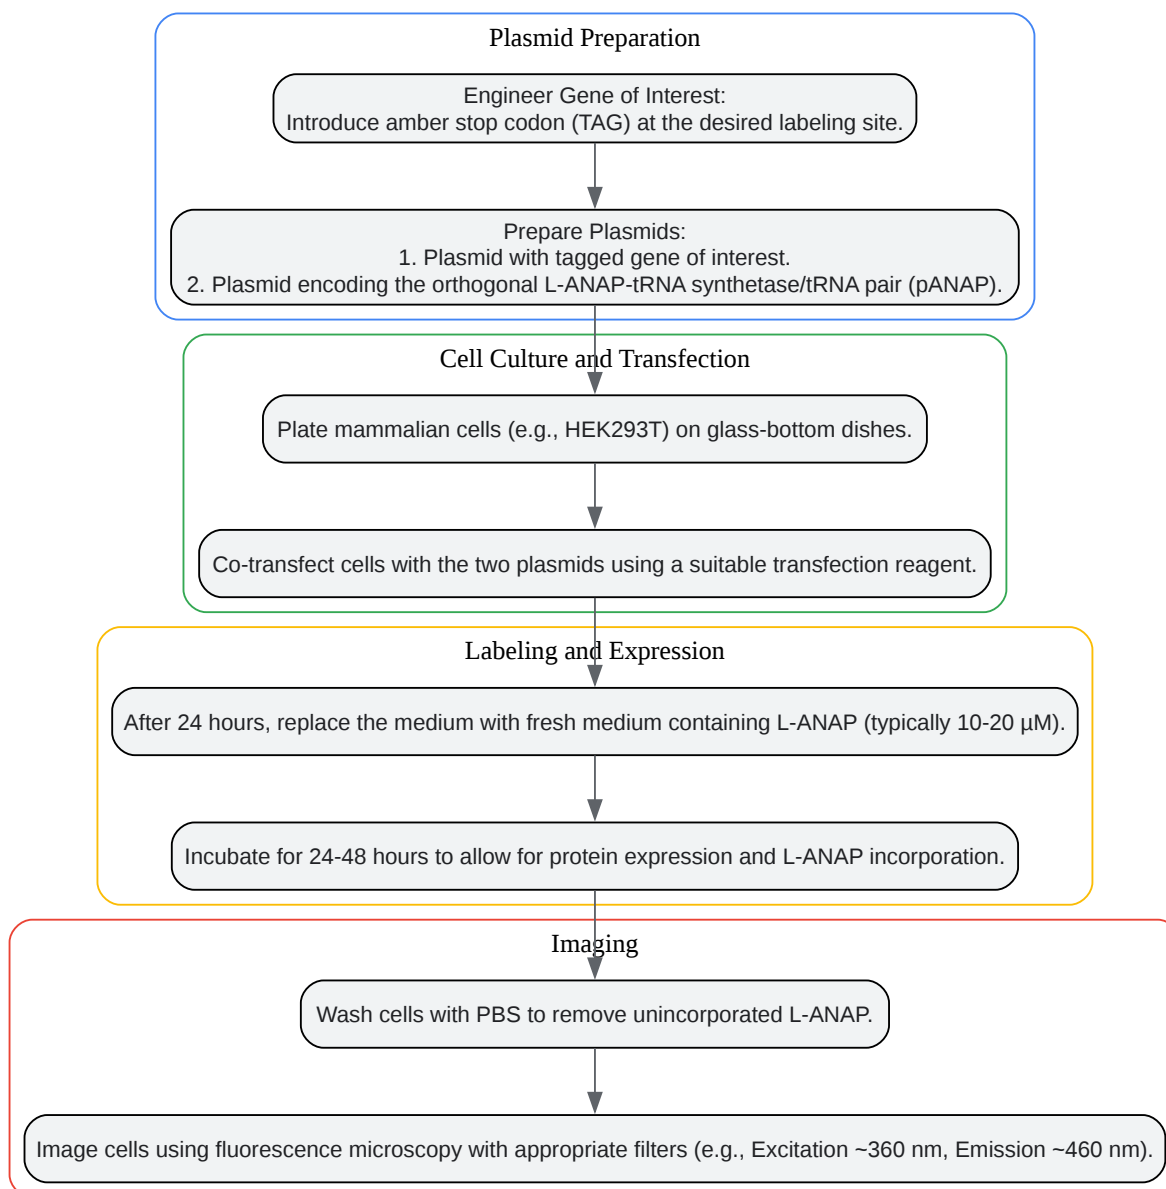 Plasmid Preparation
Engineer Gene of Interest:
Introduce amber stop codon (TAG) at the desired labeling site.
Prepare Plasmids:
1. Plasmid with tagged gene of interest.
2. Plasmid encoding the orthogonal L-ANAP-tRNA synthetase/tRNA pair (pANAP).
Cell Culture and Transfection
Plate mammalian cells (e.g., HEK293T) on glass-bottom dishes.
Co-transfect cells with the two plasmids using a suitable transfection reagent.
Labeling and Expression
After 24 hours, replace the medium with fresh medium containing L-ANAP (typically 10-20 µM).
Incubate for 24-48 hours to allow for protein expression and L-ANAP incorporation.
Imaging
Wash cells with PBS to remove unincorporated L-ANAP.
Image cells using fluorescence microscopy with appropriate filters (e.g., Excitation ~360 nm, Emission ~460 nm).